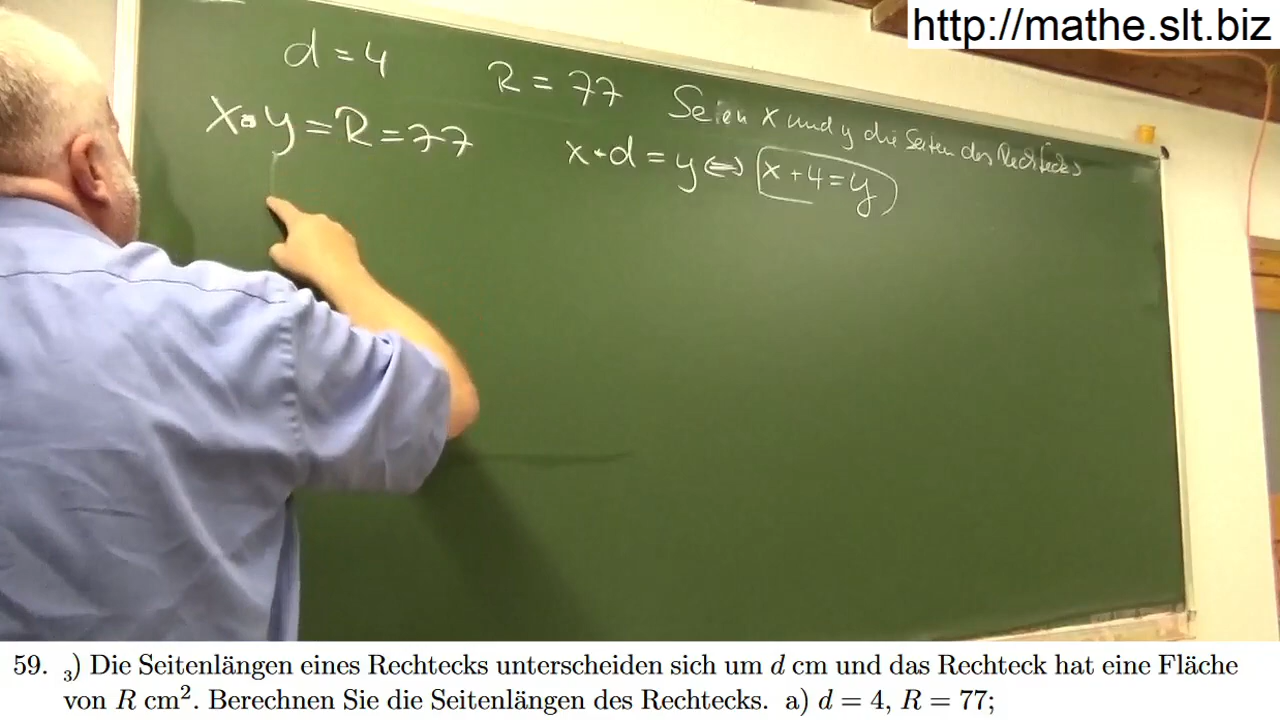 http://mathe.slt.biz
d = 4
R = 77
Seien x und y die Seiten des Rechtecks
x · y = R = 77
x + d = y ⇔ x + 4 = y
59. 3) Die Seitenlängen eines Rechtecks unterscheiden sich um d cm und das Rechteck hat eine Fläche
von R cm². Berechnen Sie die Seitenlängen des Rechtecks. a) d = 4, R = 77;